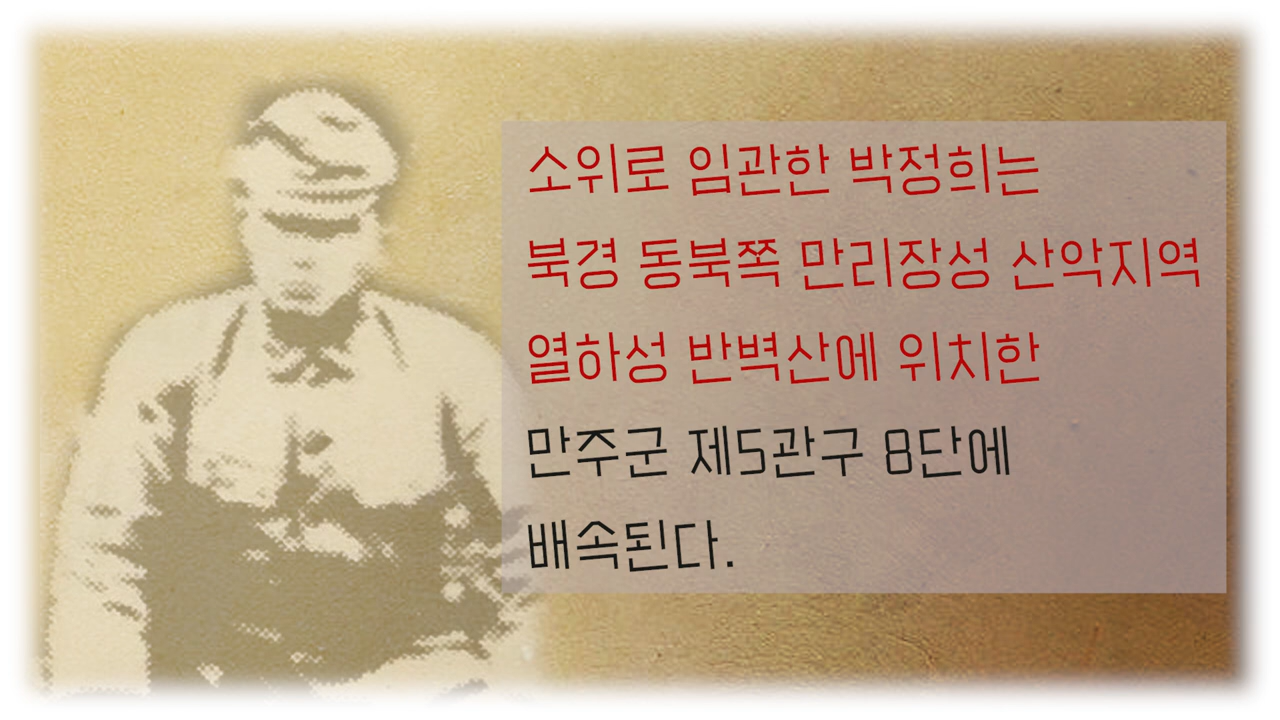 소위로 임관한 박정희는
북경 동북쪽 만리장성 산악지역
열하성 반벽산에 위치한
만주군 제5관구 8단에
배속된다.